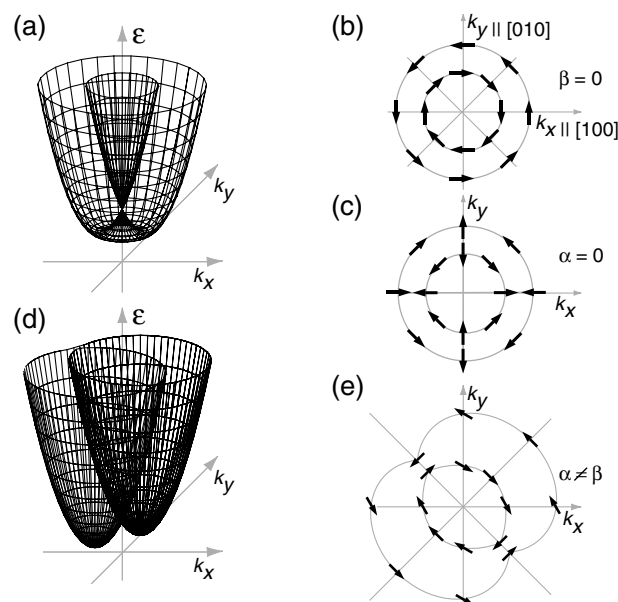 (a)
ε
k_y
k_x
(b)
k_y || [010]
β = 0
k_x || [100]
(c)
k_y
α = 0
k_x
(d)
ε
k_y
k_x
(e)
k_y
α ≠ β
k_x